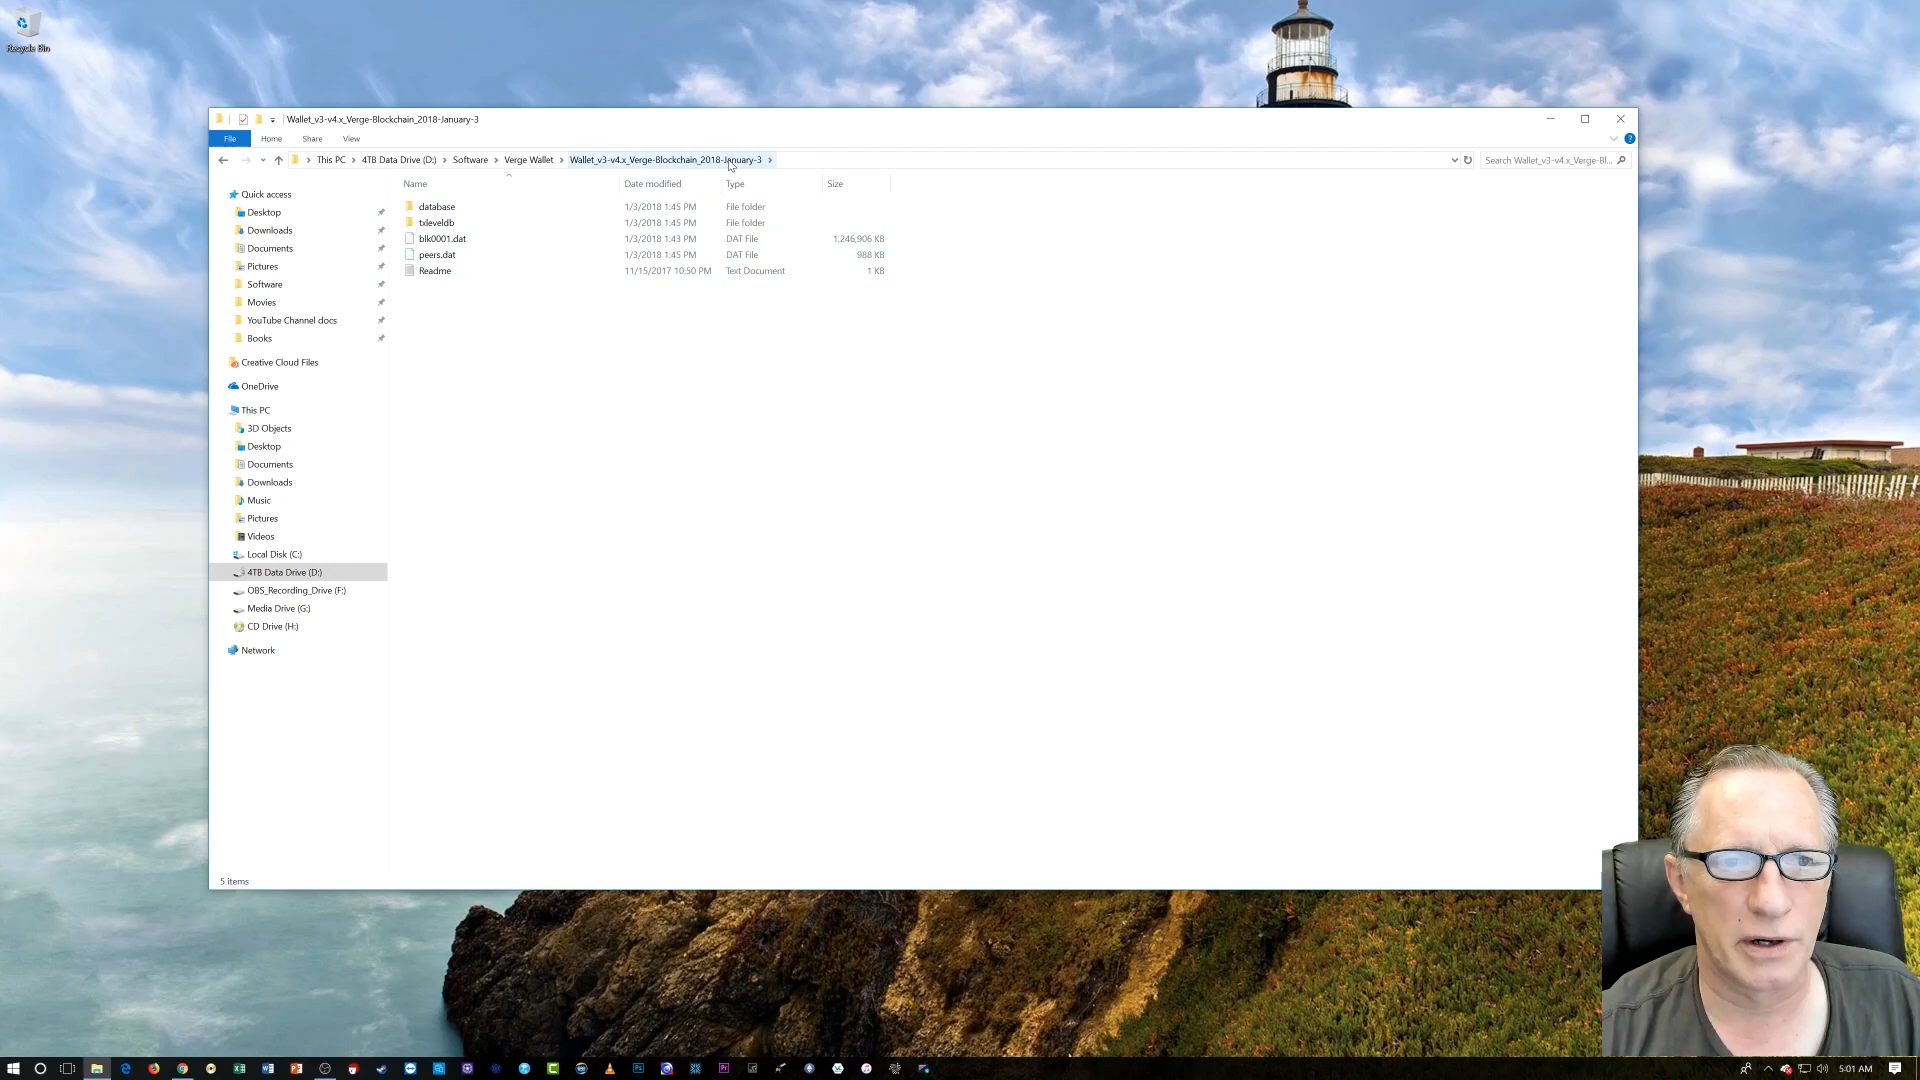 Recycle Bin
Wallet_v3-v4.x_Verge-Blockchain_2018-January-3
File Home Share View
This PC 4TB Data Drive (D:) Software Verge Wallet Wallet_v3-v4.x_Verge-Blockchain_2018-January-3 Search Wallet_v3-v4.x_Verge-Bl...
Name Date modified Type Size
database 1/3/2018 1:45 PM File folder
txleveldb 1/3/2018 1:45 PM File folder
blk0001.dat 1/3/2018 1:43 PM DAT File 1,246,906 KB
peers.dat 1/3/2018 1:45 PM DAT File 988 KB
Readme 11/15/2017 10:50 PM Text Document 1 KB
Quick access
Desktop
Downloads
Documents
Pictures
Software
Movies
YouTube Channel docs
Books
Creative Cloud Files
OneDrive
This PC
3D Objects
Desktop
Documents
Downloads
Music
Pictures
Videos
Local Disk (C:)
4TB Data Drive (D:)
OBS_Recording_Drive (F:)
Media Drive (G:)
CD Drive (H:)
Network
5 items
5:01 AM